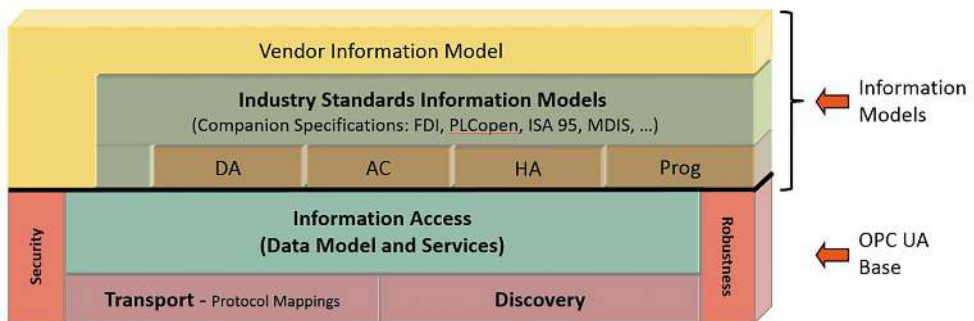 Vendor Information Model
Industry Standards Information Models
(Companion Specifications: FDI, PLCopen, ISA 95, MDIS, ...)
DA
AC
HA
Prog
Information
Models
Security
Information Access
(Data Model and Services)
Robustness
Transport - Protocol Mappings
Discovery
OPC UA
Base